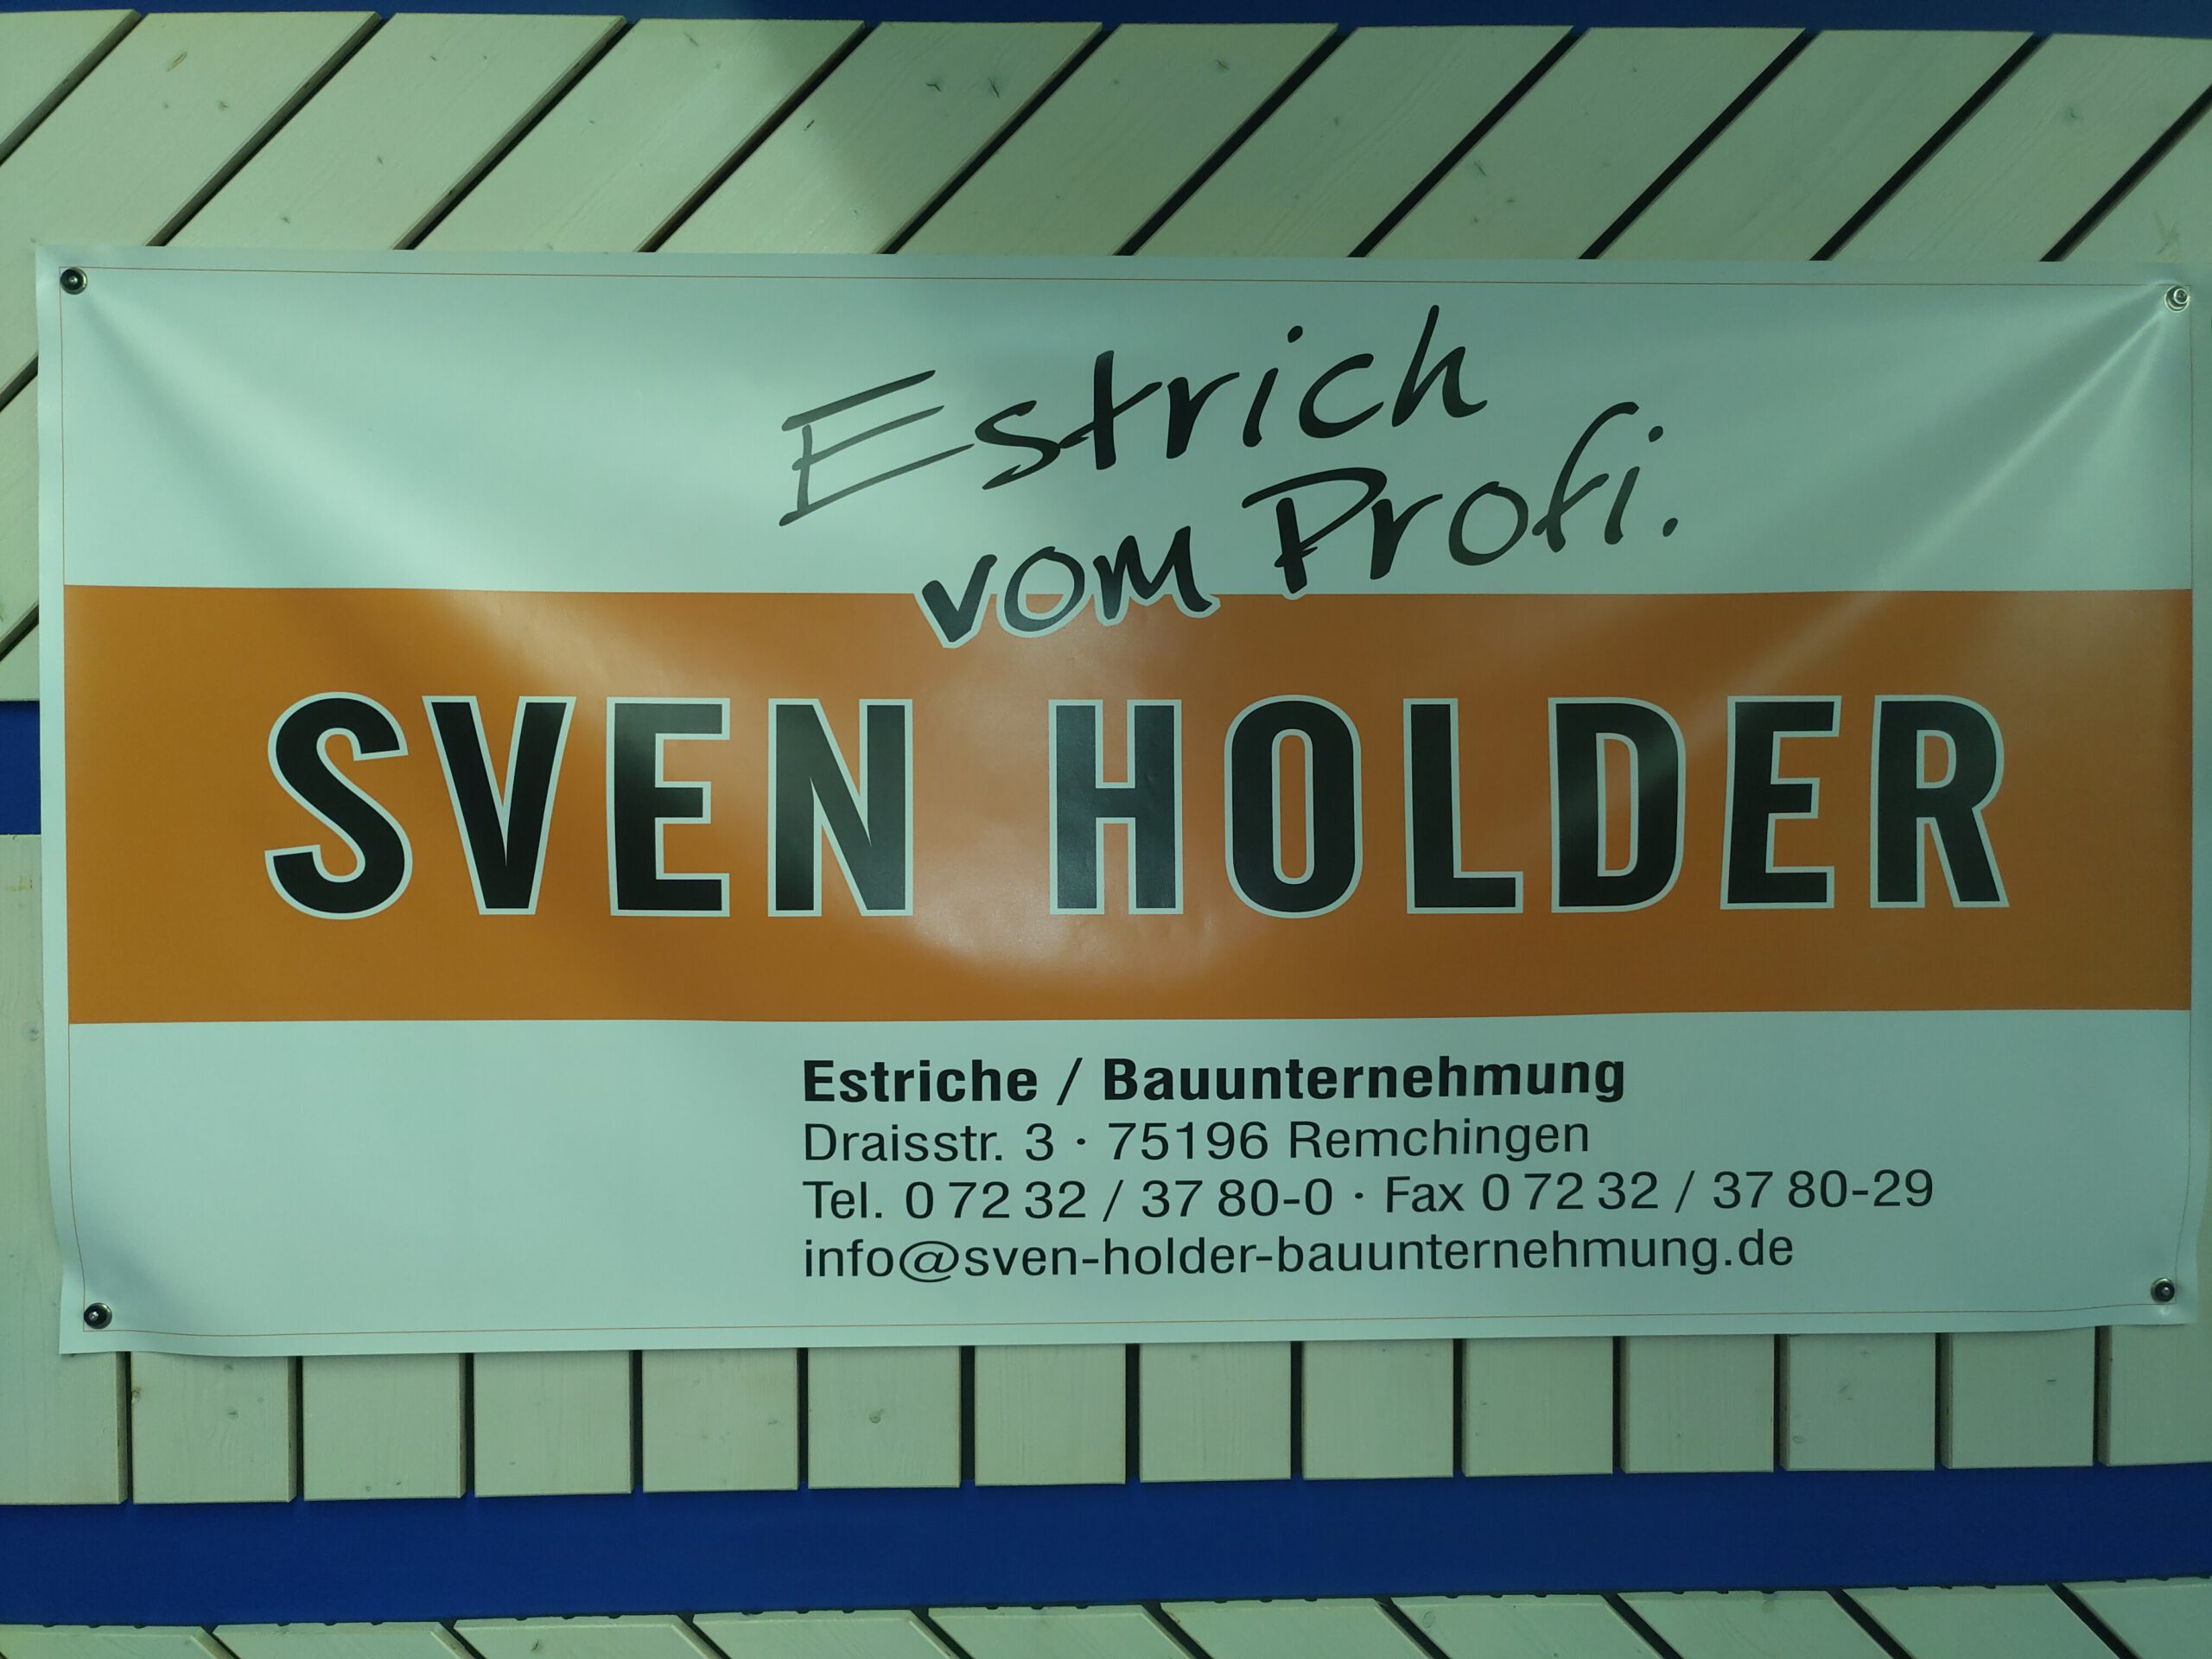 Estrich
vom Profi.
SVEN HOLDER
Estriche / Bauunternehmung
Draisstr. 3 · 75196 Remchingen
Tel. 0 72 32 / 37 80-0 · Fax 0 72 32 / 37 80-29
info@sven-holder-bauunternehmung.de